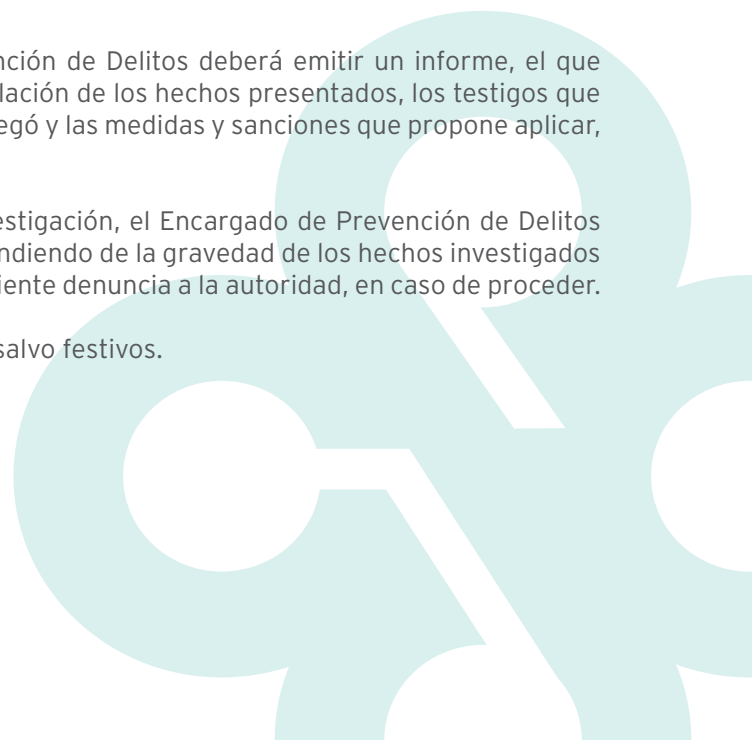 nción de Delitos deberá emitir un informe, el que
lación de los hechos presentados, los testigos que
egó y las medidas y sanciones que propone aplicar,
estigación, el Encargado de Prevención de Delitos
ndiendo de la gravedad de los hechos investigados
iente denuncia a la autoridad, en caso de proceder.
salvo festivos.